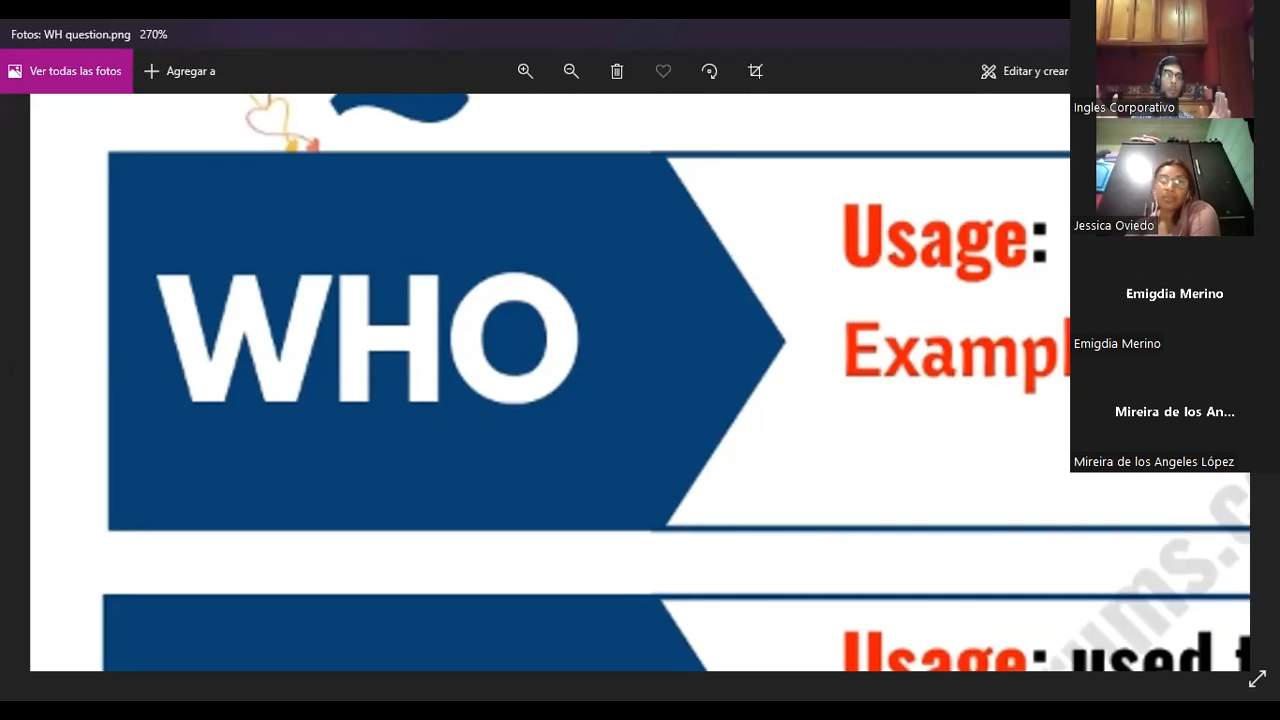 Fotos: WH question.png 270%
Ver todas las fotos
Agregar a
Editar y crear
Ingles Corporativo
Jessica Oviedo
Emigdia Merino
Emigdia Merino
Mireira de los An...
Mireira de los Angeles López
WHO
Usage:
Usage: used